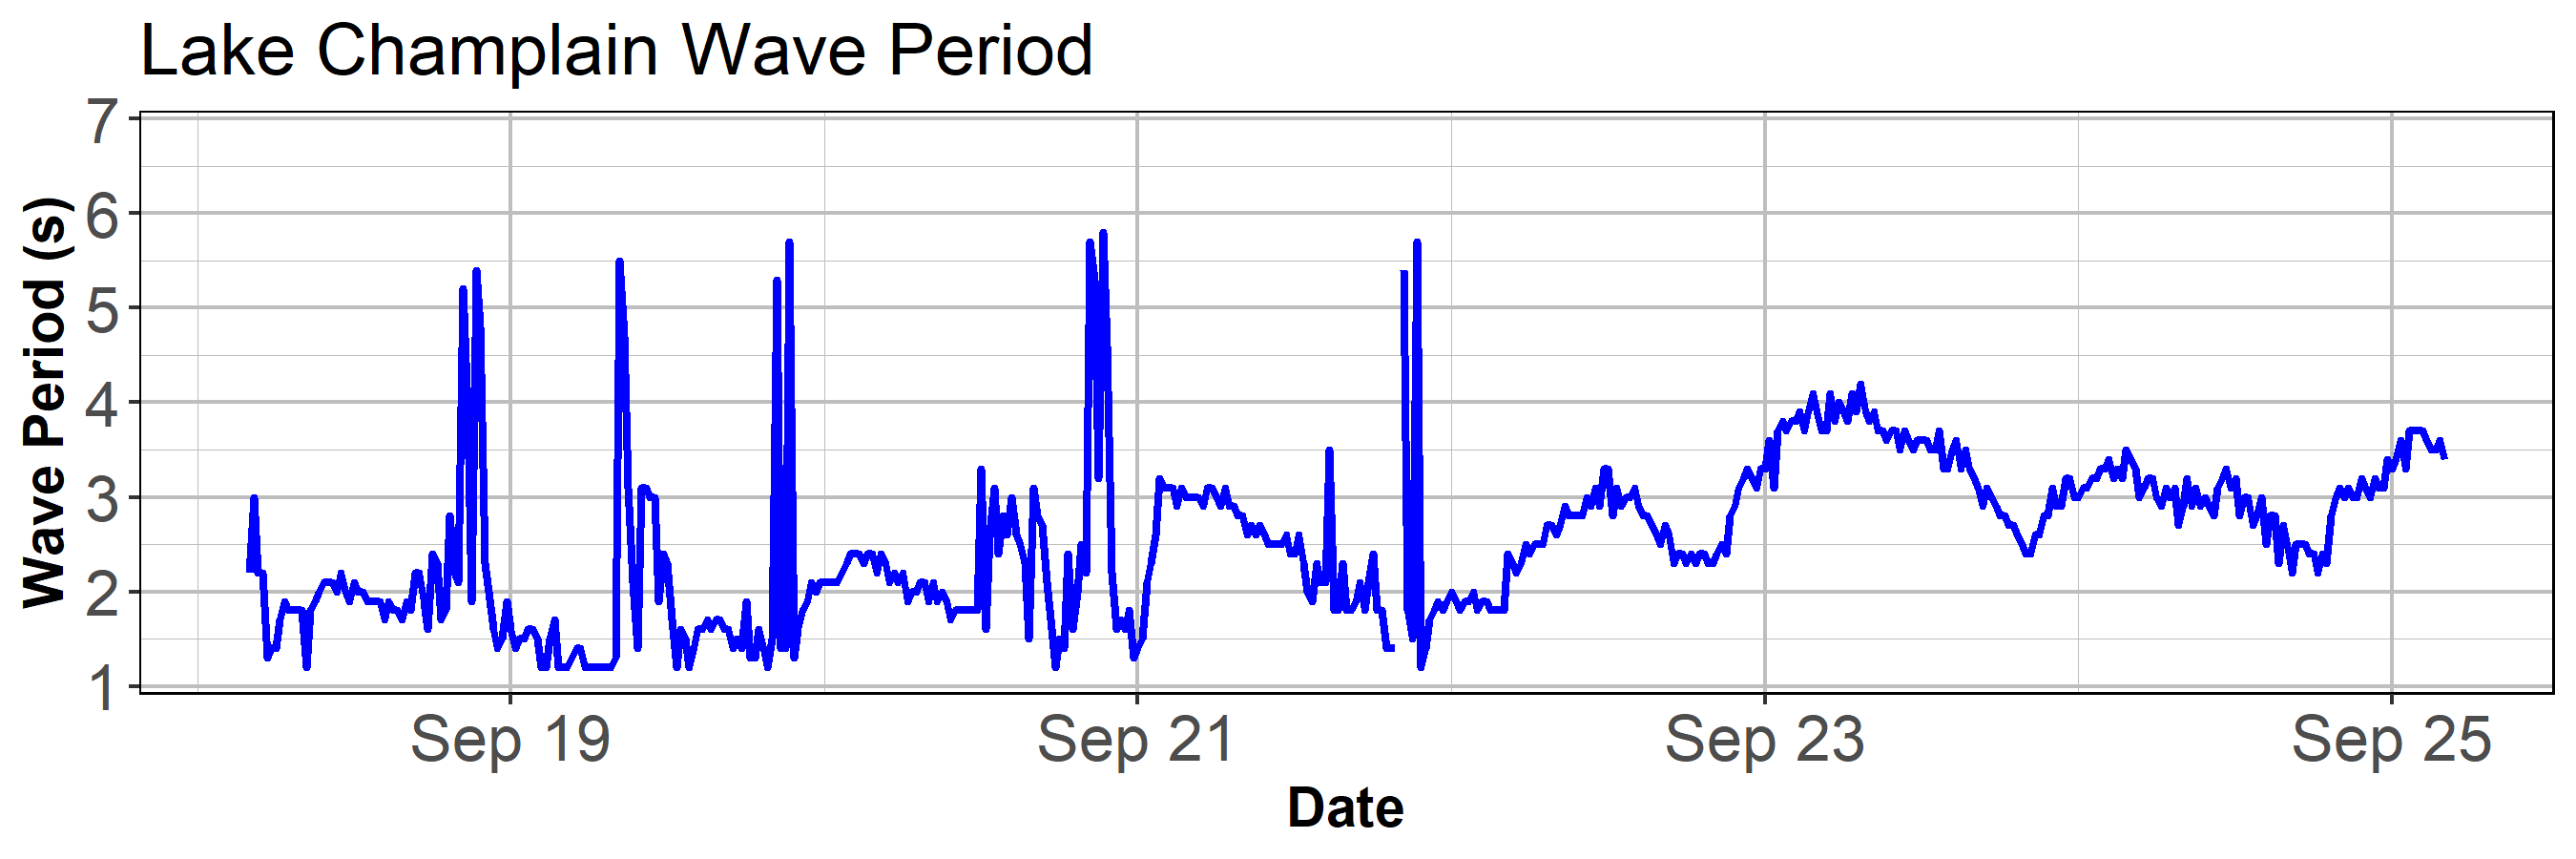 Lake Champlain Wave Period
Wave Period (s)
7
6
5
4
3
2
1
Sep 19
Sep 21
Sep 23
Sep 25
Date